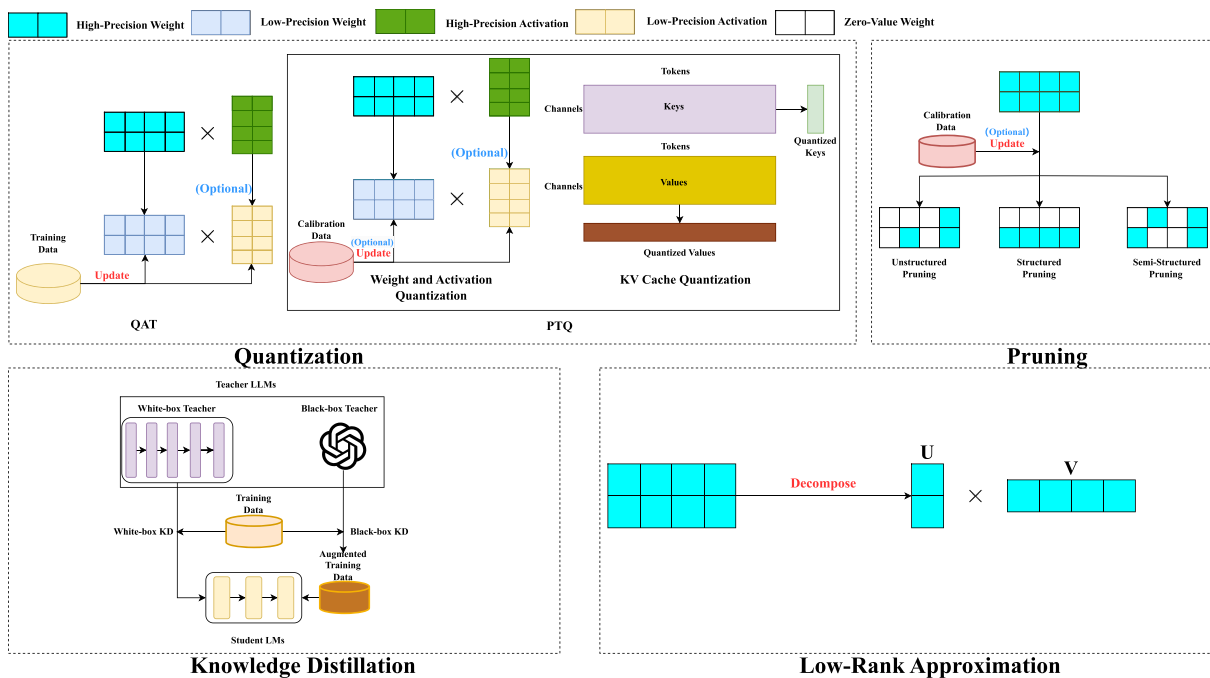 High-Precision Weight
Low-Precision Weight
High-Precision Activation
Low-Precision Activation
Zero-Value Weight
(Optional)
Training
Data
Update
QAT
(Optional)
Calibration
Data
(Optional)
Update
Weight and Activation
Quantization
Tokens
Channels
Keys
Quantized
Keys
Tokens
Channels
Values
Quantized Values
KV Cache Quantization
PTQ
Quantization
Calibration
Data
(Optional)
Update
Unstructured
Pruning
Structured
Pruning
Semi-Structured
Pruning
Pruning
Teacher LLMs
White-box Teacher
Black-box Teacher
Training
Data
White-box KD
Black-box KD
Augmented
Training
Data
Student LMs
Knowledge Distillation
Decompose
U
V
Low-Rank Approximation